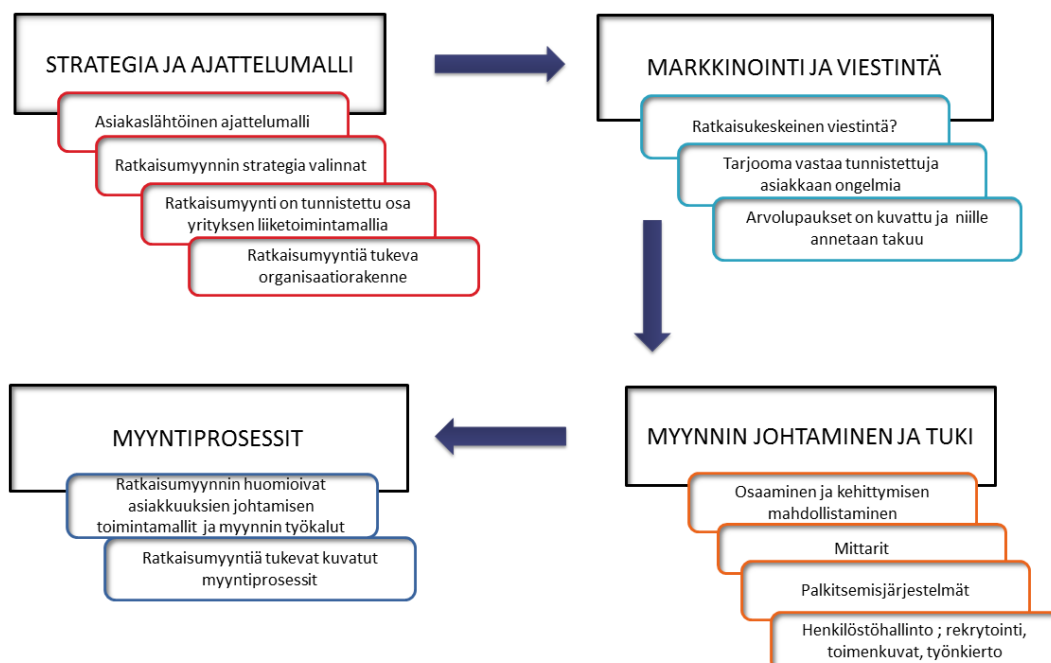 STRATEGIA JA AJATTELUMALLI
Asiakaslähtöinen ajattelumalli
Ratkaisumyynnin strategia valinnat
Ratkaisumyynti on tunnistettu osa
yrityksen liiketoimintamallia
Ratkaisumyyntiä tukeva
organisaatiorakenne
MARKKINOINTI JA VIESTINTÄ
Ratkaisukeskeinen viestintä?
Tarjooma vastaa tunnistettuja
asiakkaan ongelmia
Arvolupaukset on kuvattu ja niille
annetaan takuu
MYYNNIN JOHTAMINEN JA TUKI
Osaaminen ja kehittymisen
mahdollistaminen
Mittarit
Palkitsemisjärjestelmät
Henkilöstöhallinto ; rekrytointi,
toimenkuvat, työnkierto
MYYNTIPROSESSIT
Ratkaisumyynnin huomioivat
asiakkuuksien johtamisen
toimintamallit ja myynnin työkalut
Ratkaisumyyntiä tukevat kuvatut
myyntiprosessit